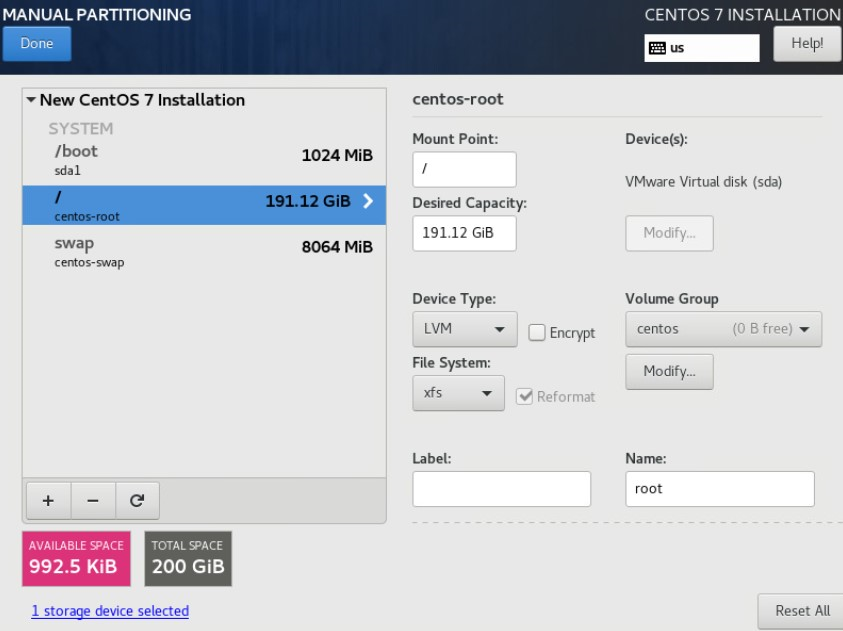 MANUAL PARTITIONING
CENTOS 7 INSTALLATION
Done
us
Help!
New CentOS 7 Installation
SYSTEM
/boot
1024 MiB
sda1
/
191.12 GiB
centos-root
swap
8064 MiB
centos-swap
+ −
AVAILABLE SPACE
992.5 KiB
TOTAL SPACE
200 GiB
1 storage device selected
centos-root
Mount Point:
/
Device(s):
VMware Virtual disk (sda)
Desired Capacity:
191.12 GiB
Modify...
Device Type:
LVM
Encrypt
Volume Group
centos (0 B free)
File System:
xfs
Reformat
Modify...
Label:
Name:
root
Reset All